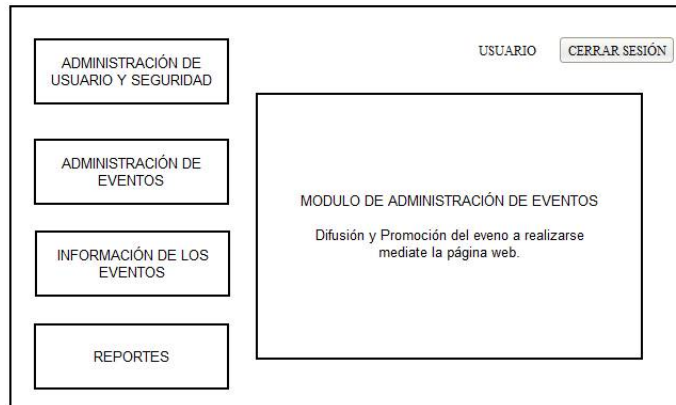 USUARIO
CERRAR SESIÓN
ADMINISTRACIÓN DE
USUARIO Y SEGURIDAD
ADMINISTRACIÓN DE
EVENTOS
INFORMACIÓN DE LOS
EVENTOS
REPORTES
MODULO DE ADMINISTRACIÓN DE EVENTOS
Difusión y Promoción del eveno a realizarse
mediate la página web.